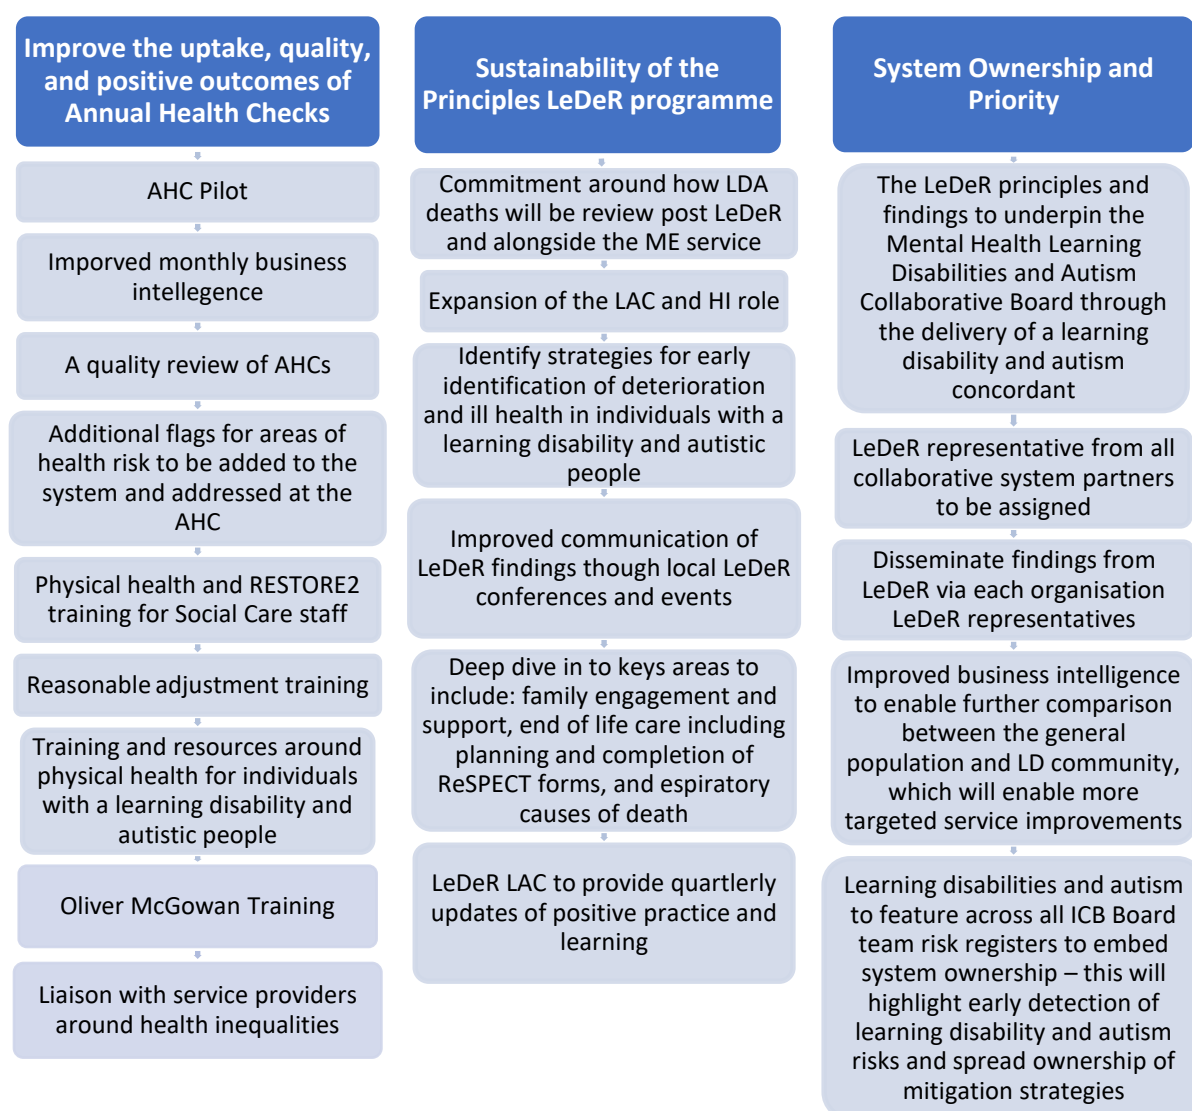 Improve the uptake, quality,
and positive outcomes of
Annual Health Checks
AHC Pilot
Imporved monthly business
intellegence
A quality review of AHCs
Additional flags for areas of
health risk to be added to the
system and addressed at the
AHC
Physical health and RESTORE2
training for Social Care staff
Reasonable adjustment training
Training and resources around
physical health for individuals
with a learning disability and
autistic people
Oliver McGowan Training
Liaison with service providers
around health inequalities
Sustainability of the
Principles LeDeR programme
Commitment around how LDA
deaths will be review post LeDeR
and alongside the ME service
Expansion of the LAC and HI role
Identify strategies for early
identification of deterioration
and ill health in individuals with a
learning disability and autistic
people
Improved communication of
LeDeR findings though local LeDeR
conferences and events
Deep dive in to keys areas to
include: family engagement and
support, end of life care including
planning and completion of
ReSPECT forms, and espiratory
causes of death
LeDeR LAC to provide quartlerly
updates of positive practice and
learning
System Ownership and
Priority
The LeDeR principles and
findings to underpin the
Mental Health Learning
Disabilities and Autism
Collaborative Board through
the delivery of a learning
disability and autism
concordant
LeDeR representative from all
collaborative system partners
to be assigned
Disseminate findings from
LeDeR via each organisation
LeDeR representatives
Improved business intelligence
to enable further comparison
between the general
population and LD community,
which will enable more
targeted service improvements
Learning disabilities and autism
to feature across all ICB Board
team risk registers to embed
system ownership – this will
highlight early detection of
learning disability and autism
risks and spread ownership of
mitigation strategies